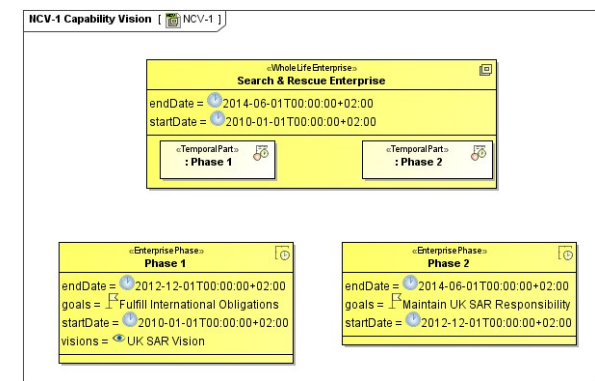 NCV-1 Capability Vision [ NCV-1 ]
«WholeLifeEnterprise»
Search & Rescue Enterprise
endDate = 2014-06-01T00:00:00+02:00
startDate = 2010-01-01T00:00:00+02:00
«TemporalPart»
: Phase 1
«TemporalPart»
: Phase 2
«EnterprisePhase»
Phase 1
endDate = 2012-12-01T00:00:00+02:00
goals = Fulfill International Obligations
startDate = 2010-01-01T00:00:00+02:00
visions = UK SAR Vision
«EnterprisePhase»
Phase 2
endDate = 2014-06-01T00:00:00+02:00
goals = Maintain UK SAR Responsibility
startDate = 2012-12-01T00:00:00+02:00